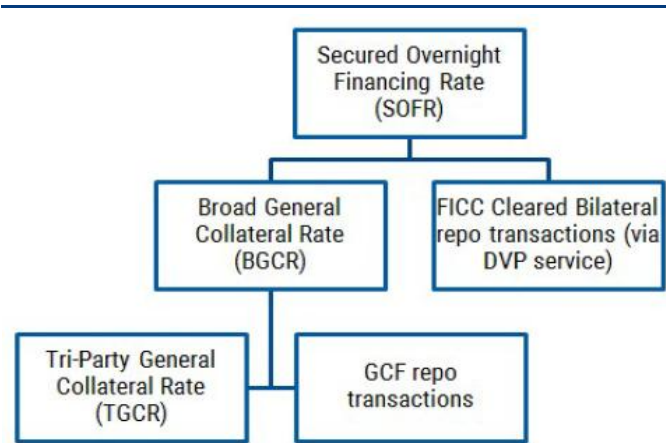 Secured Overnight
Financing Rate
(SOFR)
Broad General
Collateral Rate
(BGCR)
FICC Cleared Bilateral
repo transactions (via
DVP service)
Tri-Party General
Collateral Rate
(TGCR)
GCF repo
transactions